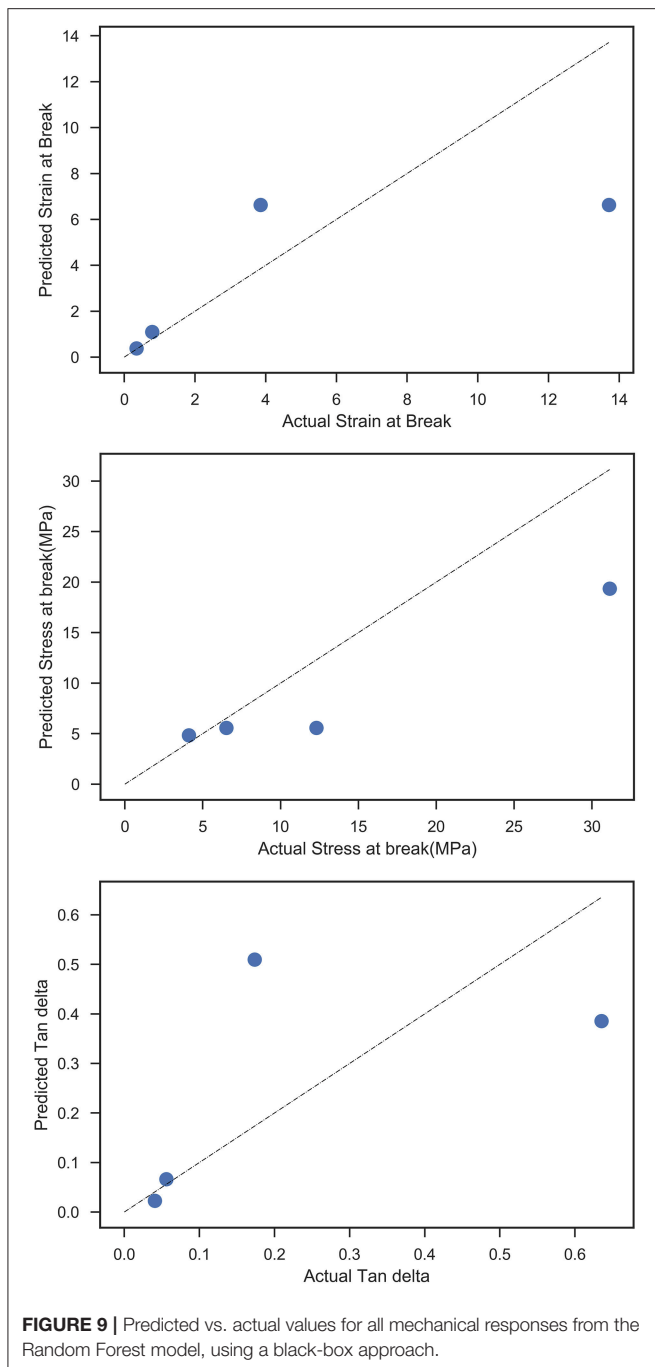 14
12
10
8
6
4
2
0
Predicted Strain at Break
0 2 4 6 8 10 12 14
Actual Strain at Break
30
25
20
15
10
5
0
Predicted Stress at break(MPa)
0 5 10 15 20 25 30
Actual Stress at break(MPa)
0.6
0.5
0.4
0.3
0.2
0.1
0.0
Predicted Tan delta
0.0 0.1 0.2 0.3 0.4 0.5 0.6
Actual Tan delta
FIGURE 9 | Predicted vs. actual values for all mechanical responses from the
Random Forest model, using a black-box approach.